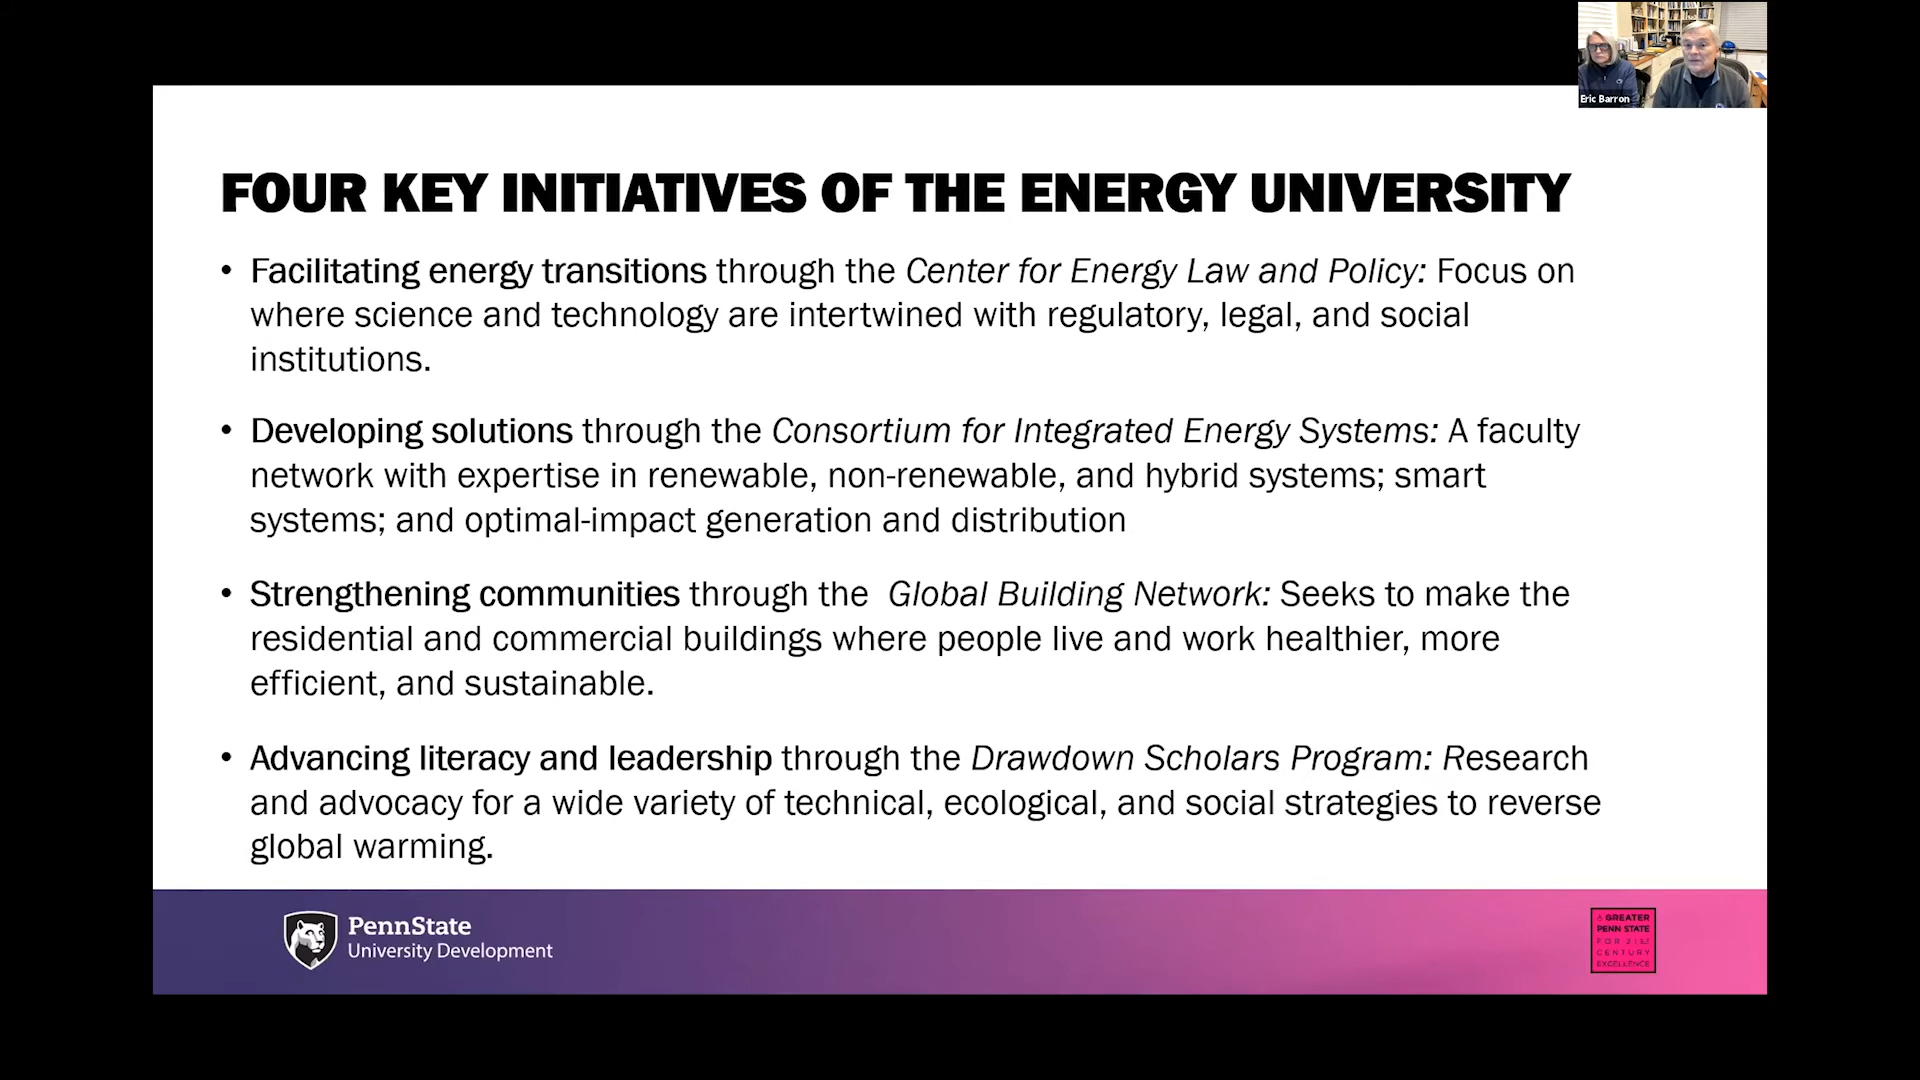 Eric Barron
FOUR KEY INITIATIVES OF THE ENERGY UNIVERSITY
• Facilitating energy transitions through the Center for Energy Law and Policy: Focus on
where science and technology are intertwined with regulatory, legal, and social
institutions.
• Developing solutions through the Consortium for Integrated Energy Systems: A faculty
network with expertise in renewable, non-renewable, and hybrid systems; smart
systems; and optimal-impact generation and distribution
• Strengthening communities through the Global Building Network: Seeks to make the
residential and commercial buildings where people live and work healthier, more
efficient, and sustainable.
• Advancing literacy and leadership through the Drawdown Scholars Program: Research
and advocacy for a wide variety of technical, ecological, and social strategies to reverse
global warming.
PennState
University Development
A GREATER
PENN STATE
FOR 21ST
CENTURY
EXCELLENCE